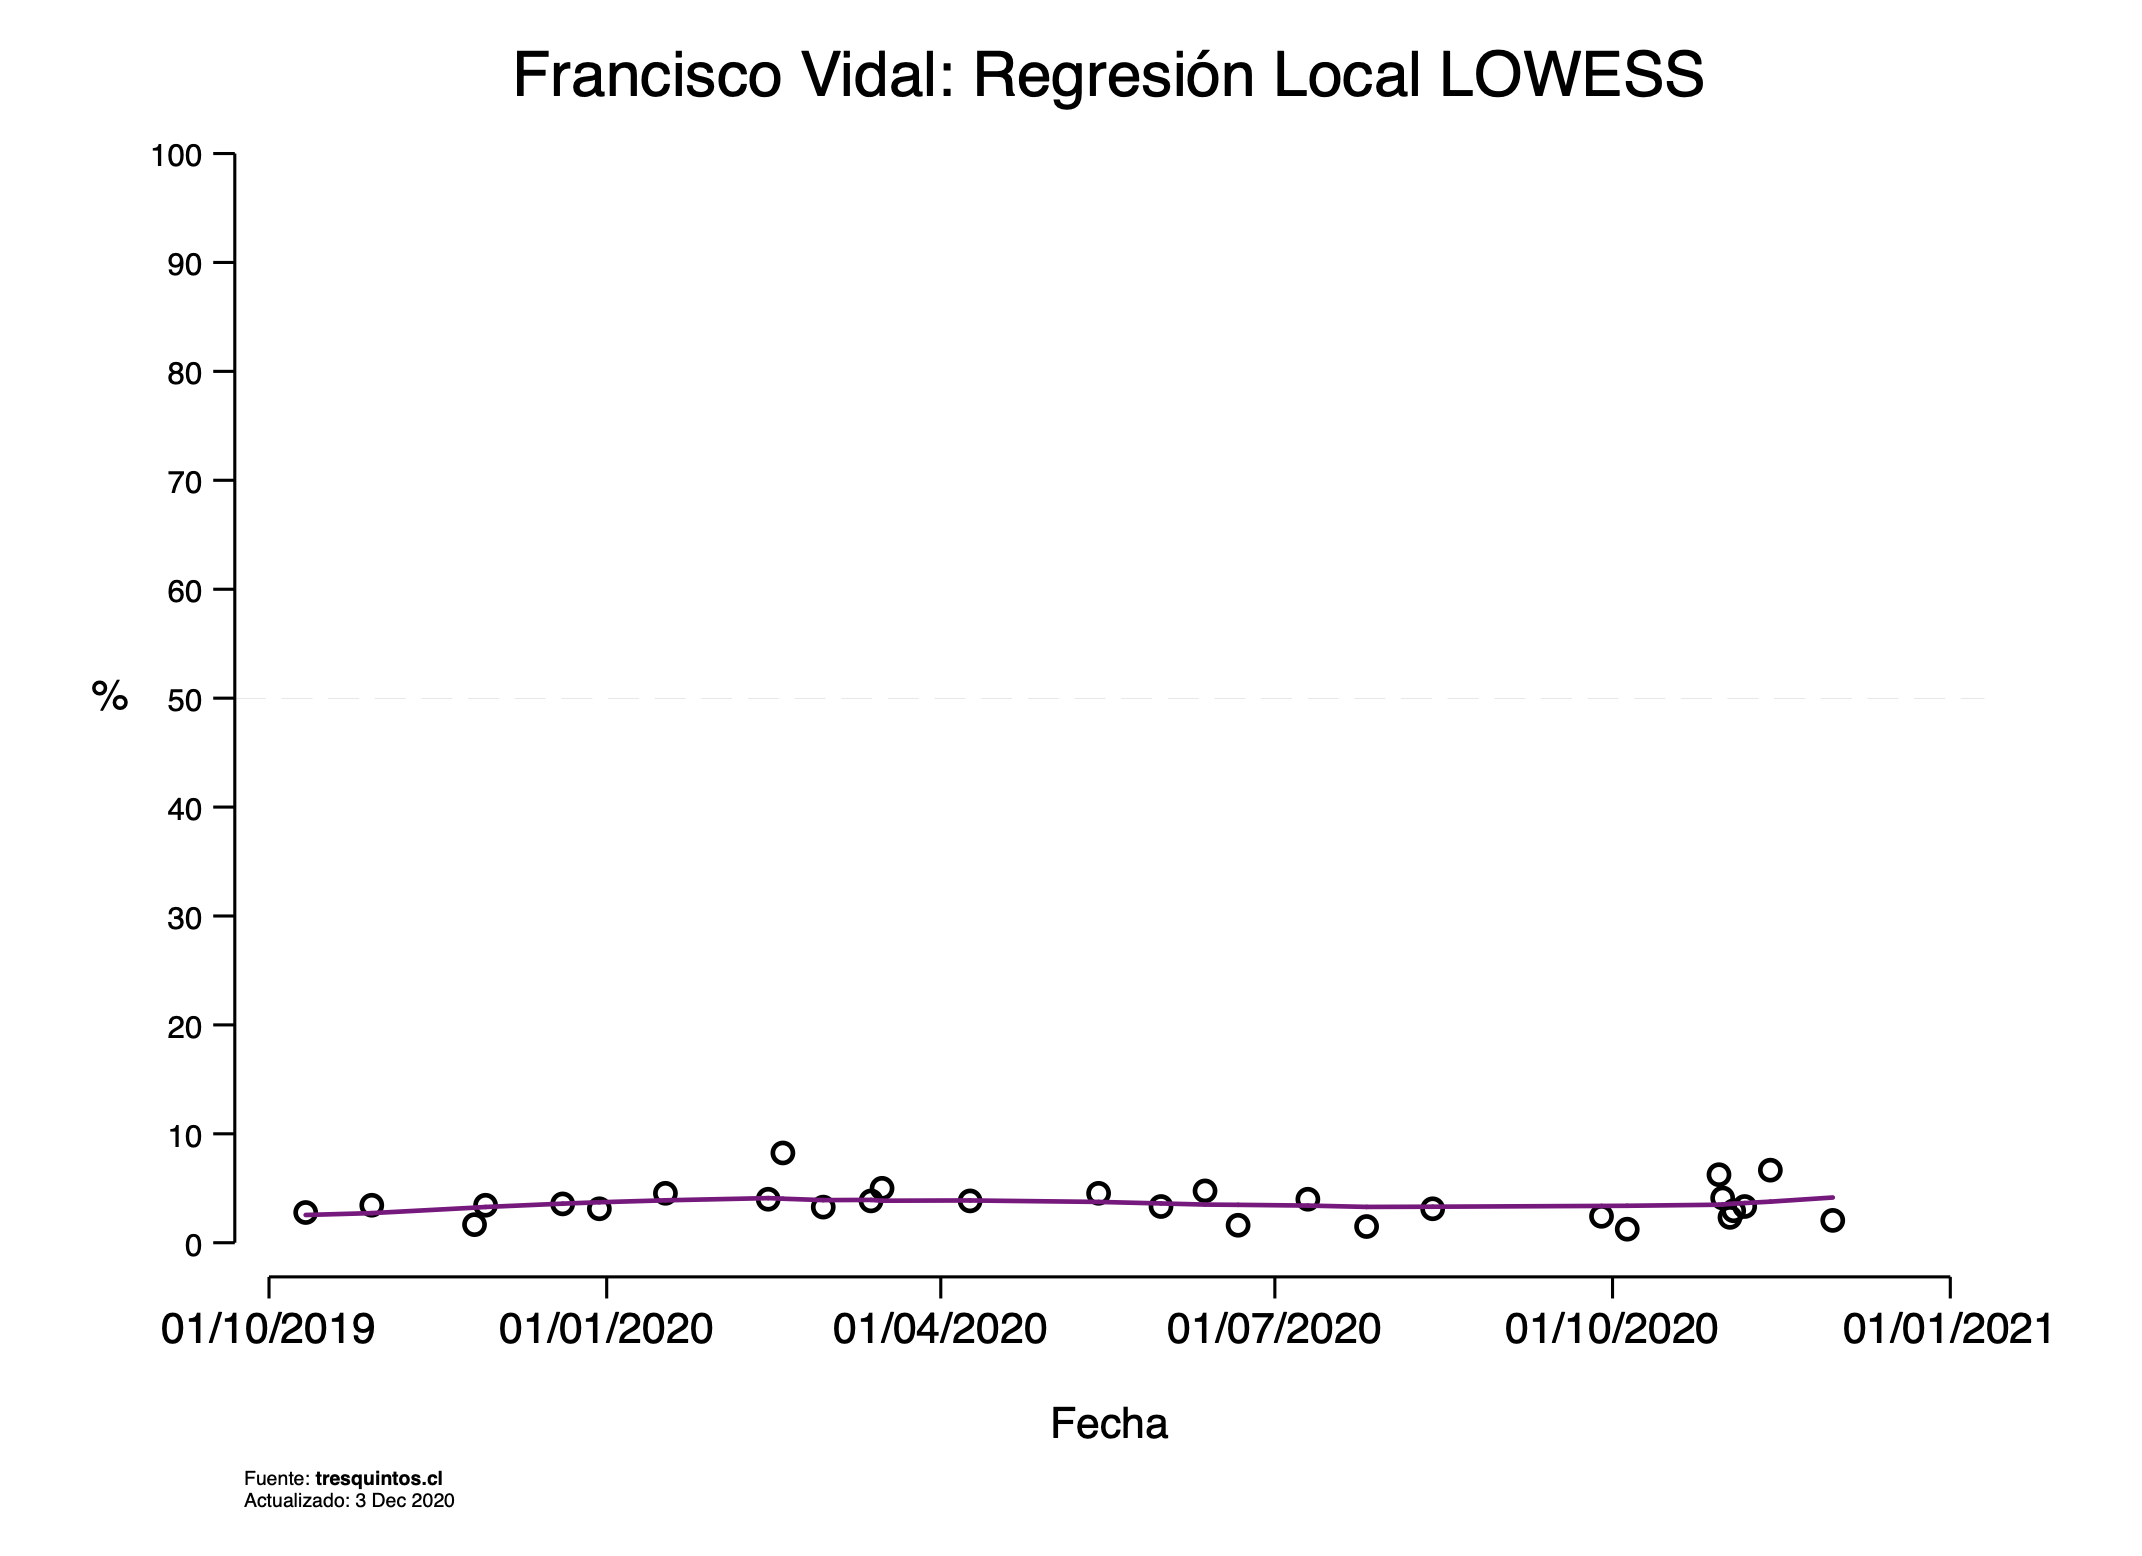 Francisco Vidal: Regresión Local LOWESS
100
90
80
70
60
%
50
40
30
20
10
0
01/10/2019 01/01/2020 01/04/2020 01/07/2020 01/10/2020 01/01/2021
Fecha
Fuente: tresquintos.cl
Actualizado: 3 Dec 2020